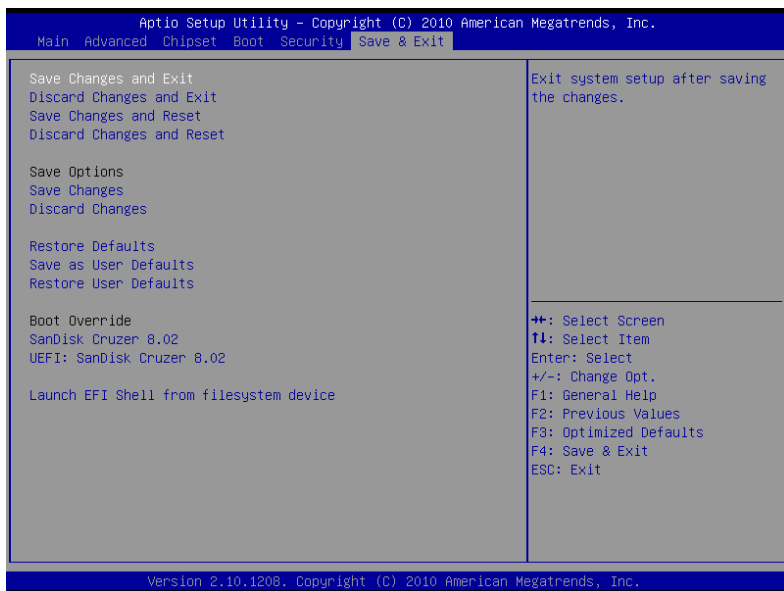 Aptio Setup Utility – Copyright (C) 2010 American Megatrends, Inc.
Main Advanced Chipset Boot Security Save & Exit
Save Changes and Exit
Discard Changes and Exit
Save Changes and Reset
Discard Changes and Reset
Save Options
Save Changes
Discard Changes
Restore Defaults
Save as User Defaults
Restore User Defaults
Boot Override
SanDisk Cruzer 8.02
UEFI: SanDisk Cruzer 8.02
Launch EFI Shell from filesystem device
Exit system setup after saving
the changes.
→←: Select Screen
↑↓: Select Item
Enter: Select
+/-: Change Opt.
F1: General Help
F2: Previous Values
F3: Optimized Defaults
F4: Save & Exit
ESC: Exit
Version 2.10.1208. Copyright (C) 2010 American Megatrends, Inc.